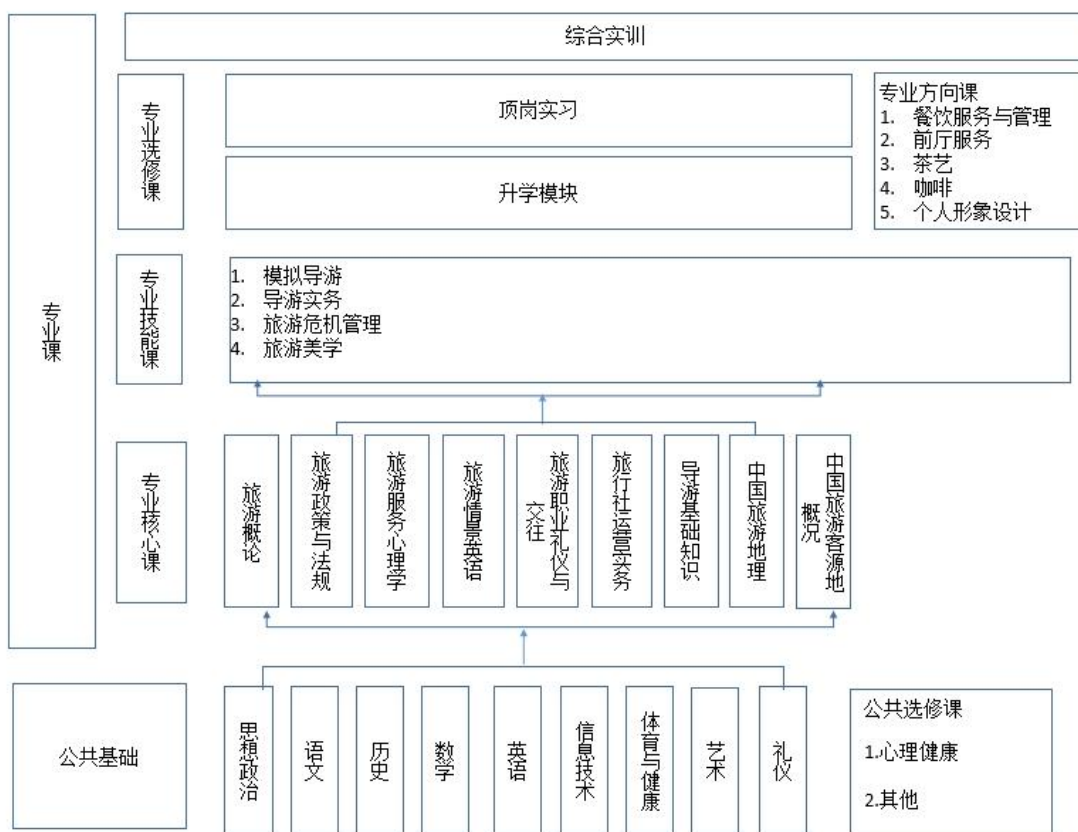 综合实训
专业课
专业选修课
顶岗实习
升学模块
专业方向课
1. 餐饮服务与管理
2. 前厅服务
3. 茶艺
4. 咖啡
5. 个人形象设计
专业技能课
1. 模拟导游
2. 导游实务
3. 旅游危机管理
4. 旅游美学
专业核心课
旅游概论
旅游政策与法规
旅游服务心理学
旅游情景英语
旅游职业礼仪与
交往
旅行社运营实务
导游基础知识
中国旅游地理
中国旅游客源地
概况
公共基础
思想政治
语文
历史
数学
英语
信息技术
体育与健康
艺术
礼仪
公共选修课
1.心理健康
2.其他